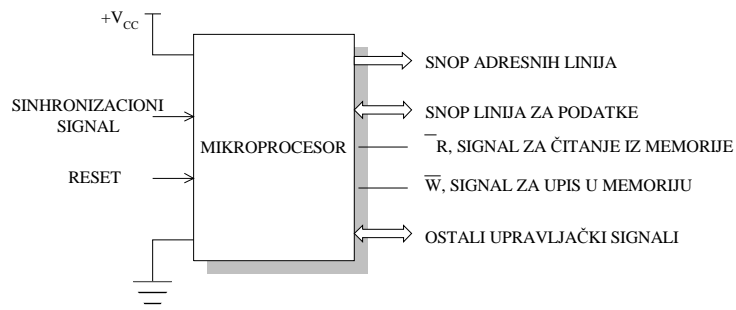 +V_CC
SINHRONIZACIONI
SIGNAL
RESET
MIKROPROCESOR
SNOP ADRESNIH LINIJA
SNOP LINIJA ZA PODATKE
R̅, SIGNAL ZA ČITANJE IZ MEMORIJE
W̅, SIGNAL ZA UPIS U MEMORIJU
OSTALI UPRAVLJAČKI SIGNALI